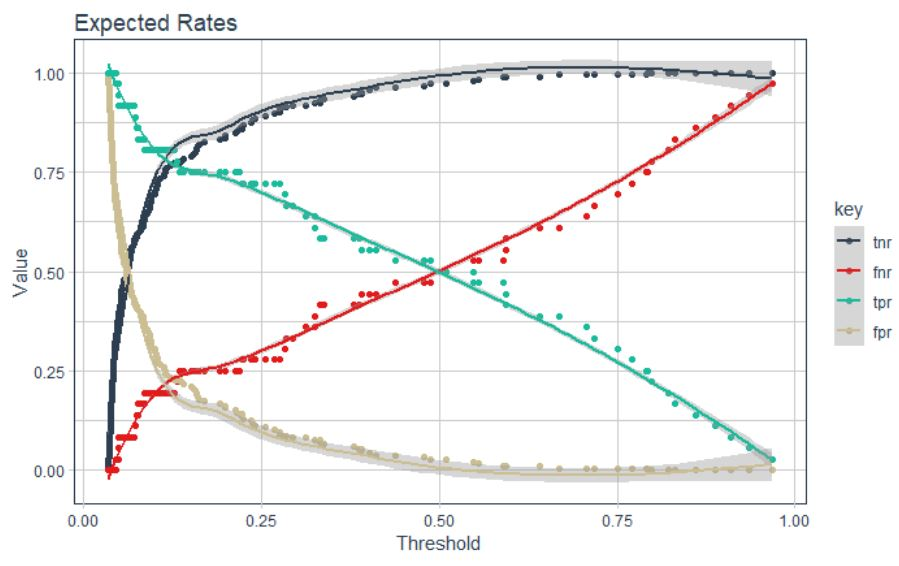 Expected Rates
1.00
0.75
0.50
0.25
0.00
Value
0.00 0.25 0.50 0.75 1.00
Threshold
key
tnr
fnr
tpr
fpr